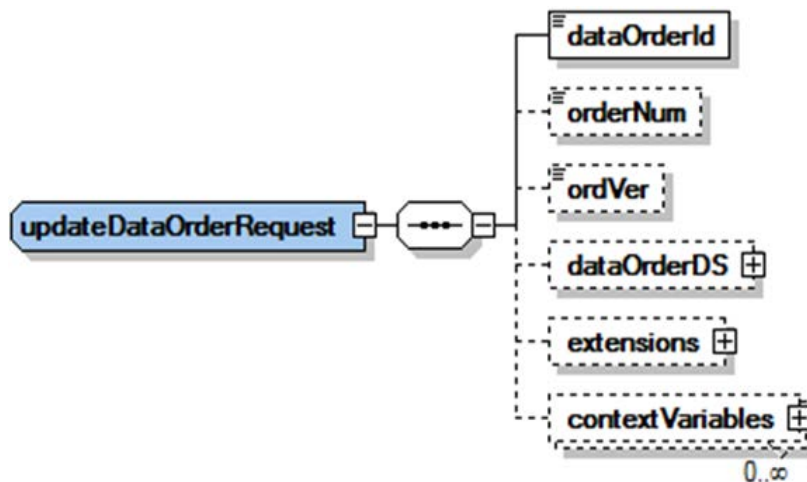 dataOrderId
orderNum
ordVer
updateDataOrderRequest
dataOrderDS
extensions
contextVariables
0..∞